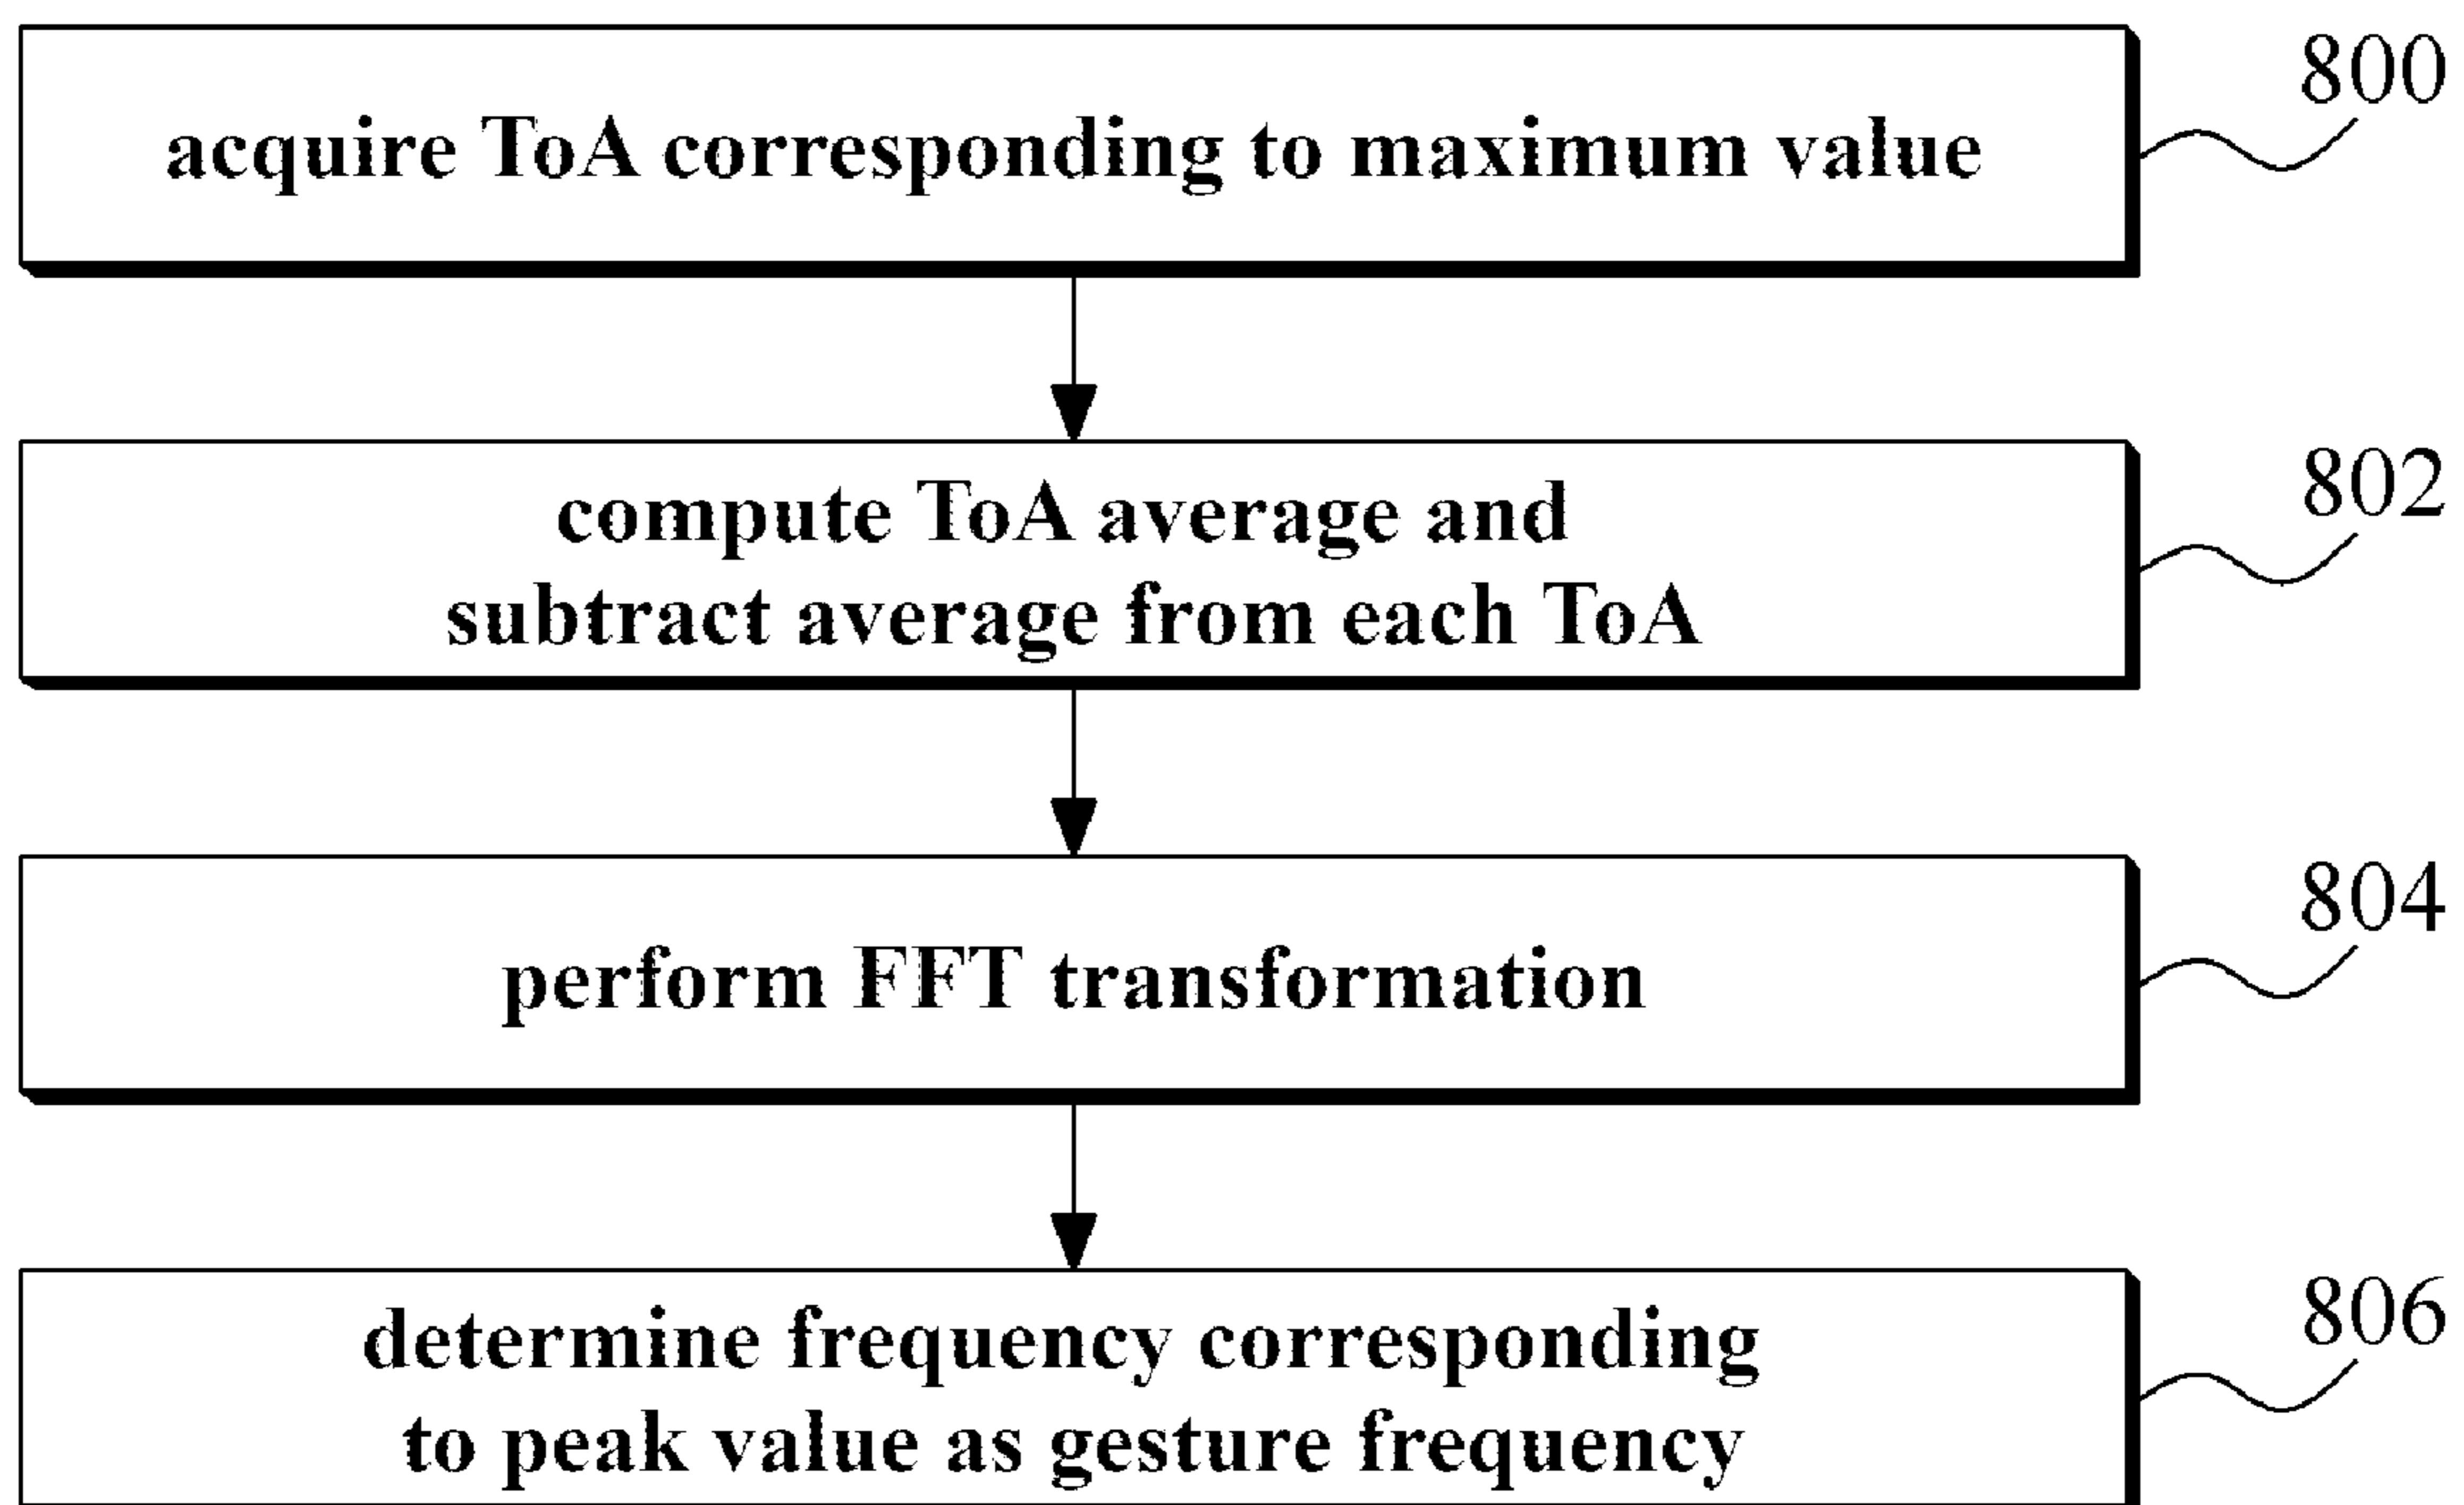 800
acquire ToA corresponding to maximum value
802
compute ToA average and
subtract average from each ToA
804
perform FFT transformation
806
determine frequency corresponding
to peak value as gesture frequency